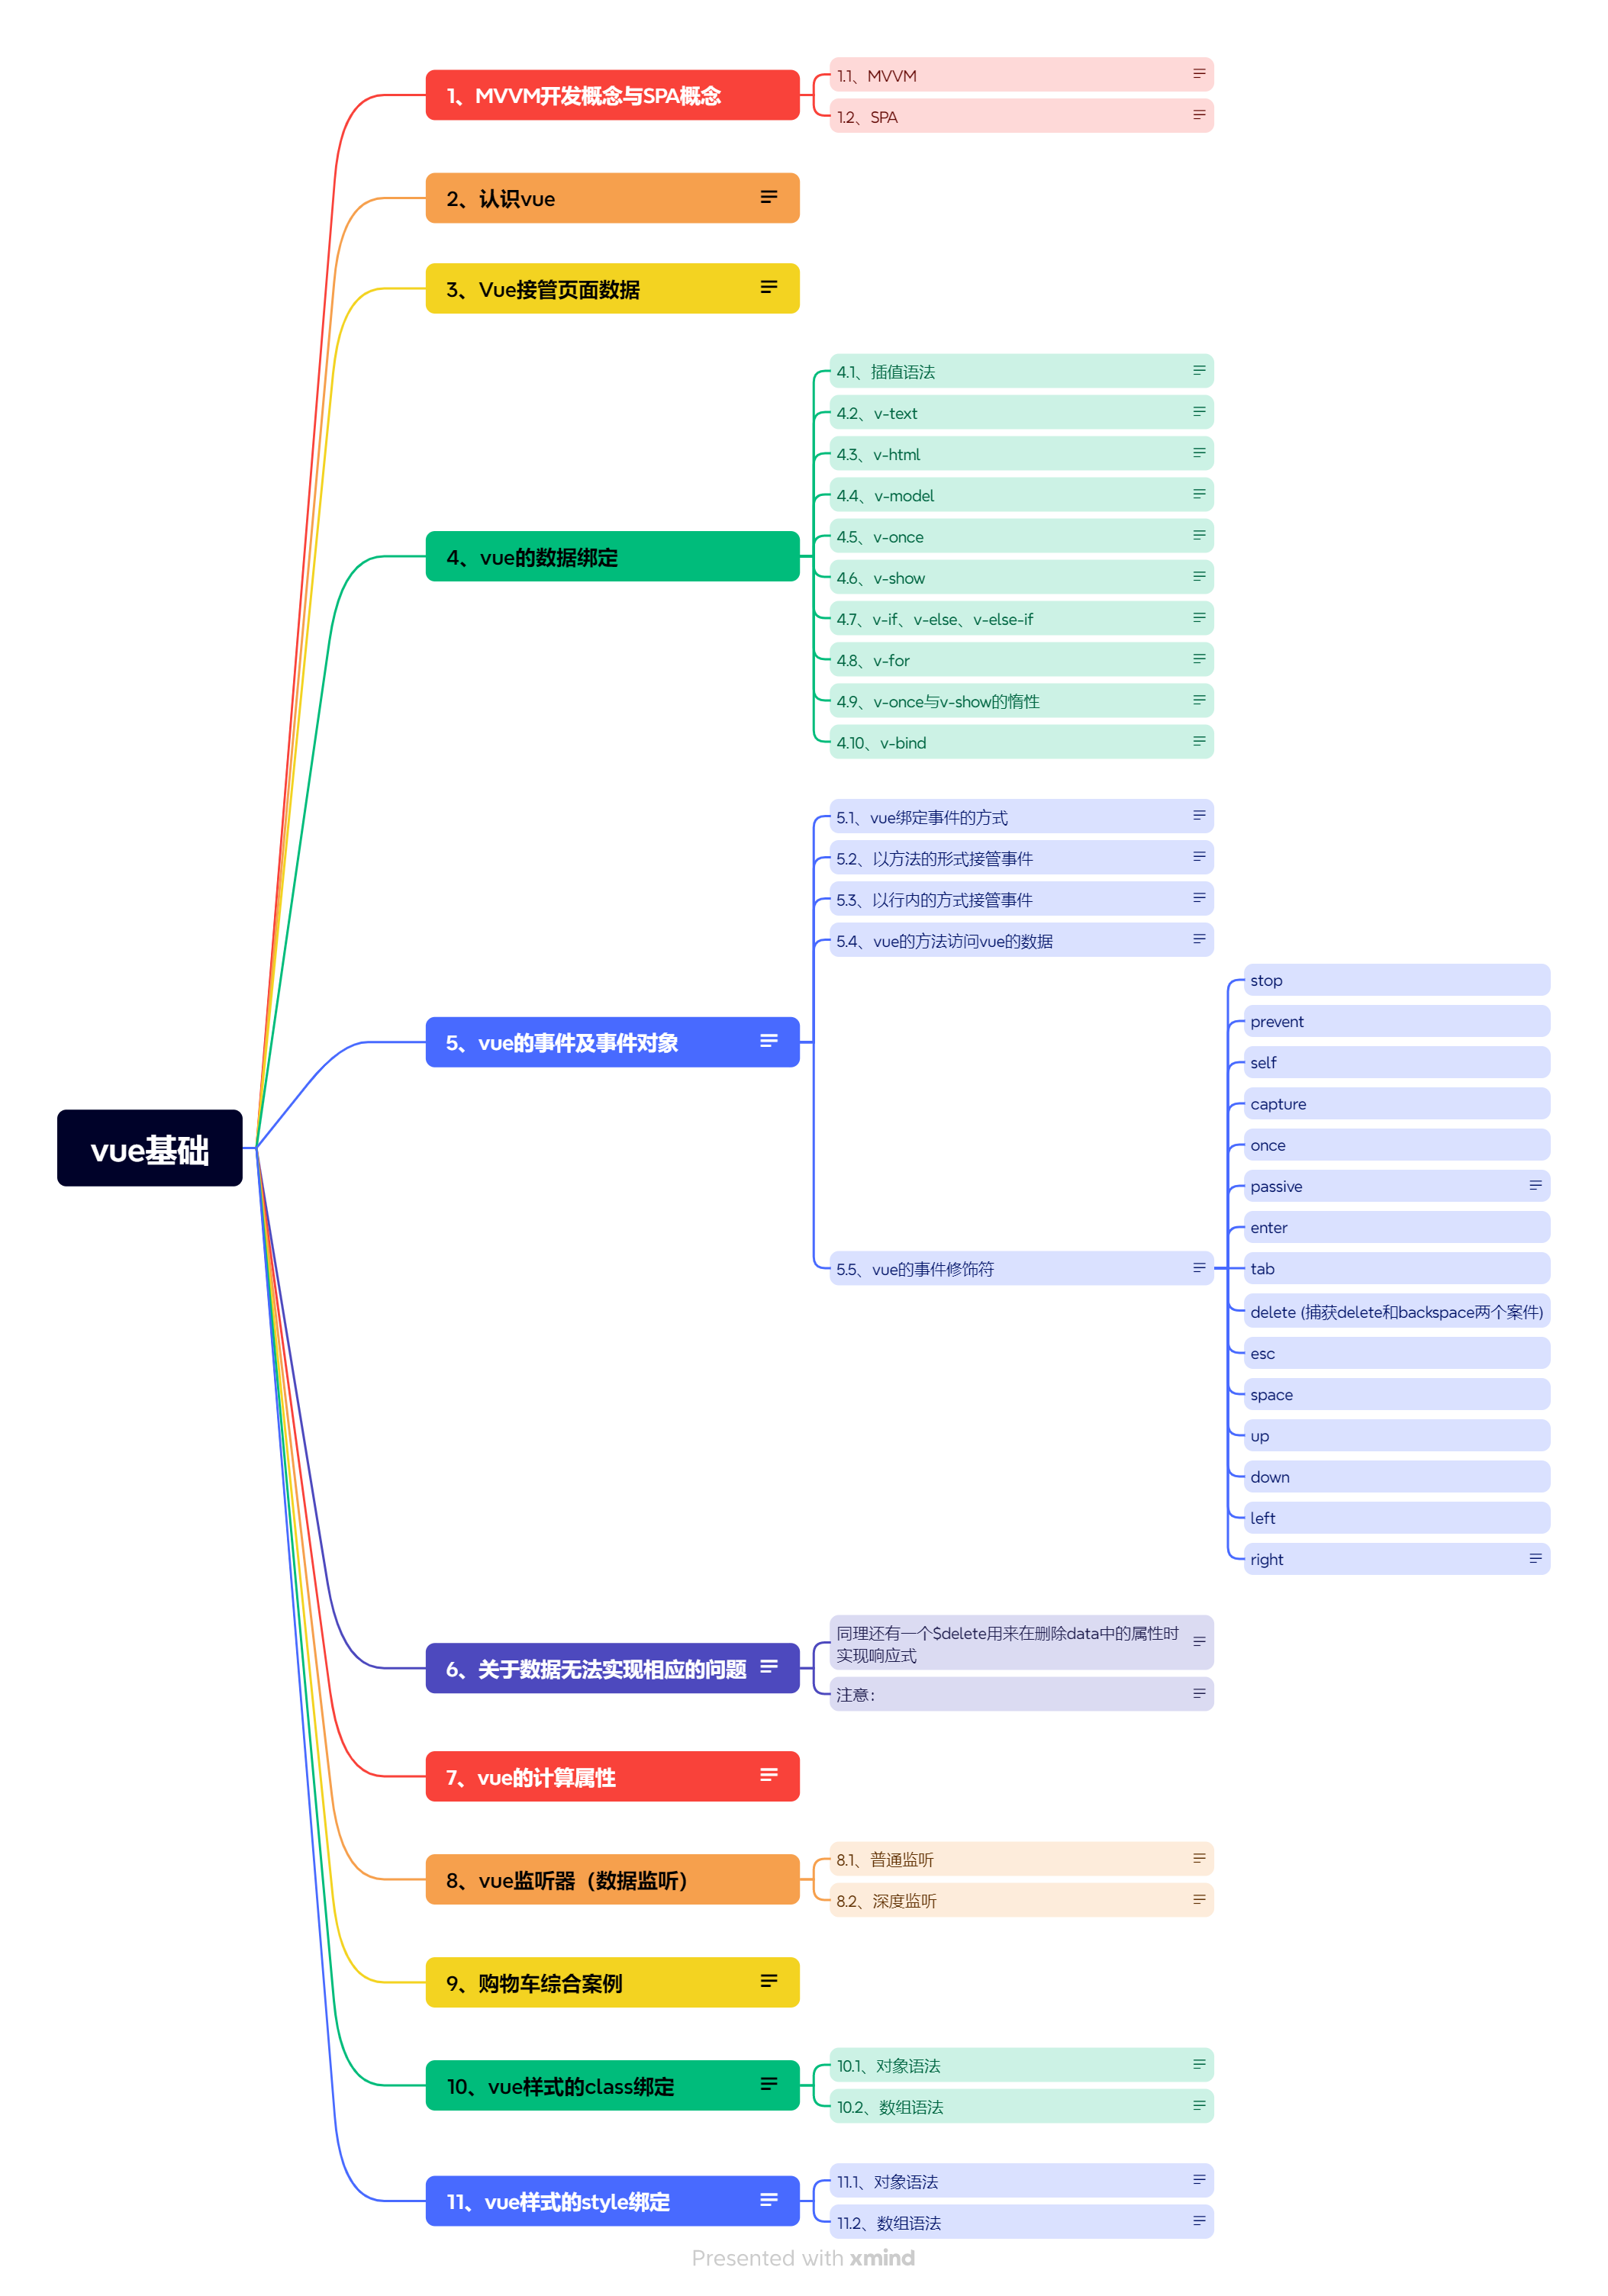 vue基础
1、MVVM开发概念与SPA概念
1.1、MVVM
1.2、SPA
2、认识vue
3、Vue接管页面数据
4、vue的数据绑定
4.1、插值语法
4.2、v-text
4.3、v-html
4.4、v-model
4.5、v-once
4.6、v-show
4.7、v-if、v-else、v-else-if
4.8、v-for
4.9、v-once与v-show的惰性
4.10、v-bind
5、vue的事件及事件对象
5.1、vue绑定事件的方式
5.2、以方法的形式接管事件
5.3、以行内的方式接管事件
5.4、vue的方法访问vue的数据
5.5、vue的事件修饰符
stop
prevent
self
capture
once
passive
enter
tab
delete (捕获delete和backspace两个案件)
esc
space
up
down
left
right
6、关于数据无法实现相应的问题
同理还有一个$delete用来在删除data中的属性时
实现响应式
注意：
7、vue的计算属性
8、vue监听器（数据监听）
8.1、普通监听
8.2、深度监听
9、购物车综合案例
10、vue样式的class绑定
10.1、对象语法
10.2、数组语法
11、vue样式的style绑定
11.1、对象语法
11.2、数组语法
Presented with xmind